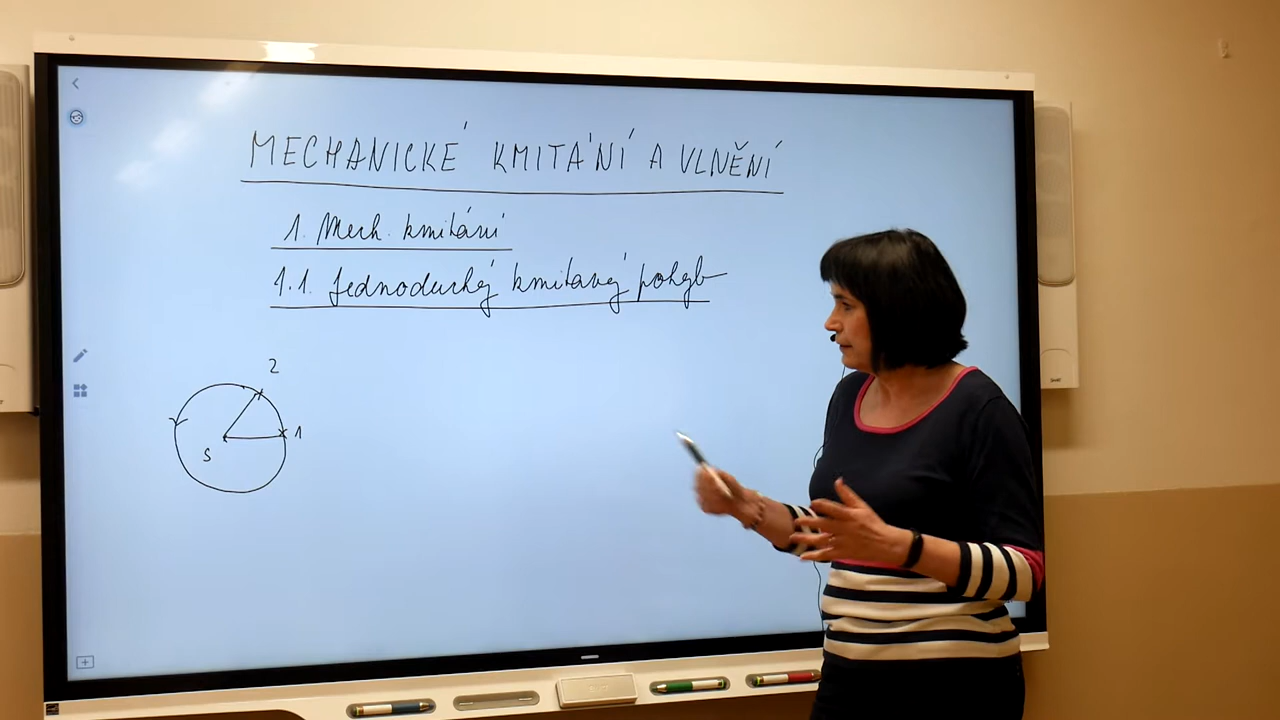 MECHANICKÉ KMITÁNÍ A VLNĚNÍ
1. Mech. kmitání
1.1. Jednoduchý kmitavý pohyb
2
1
S